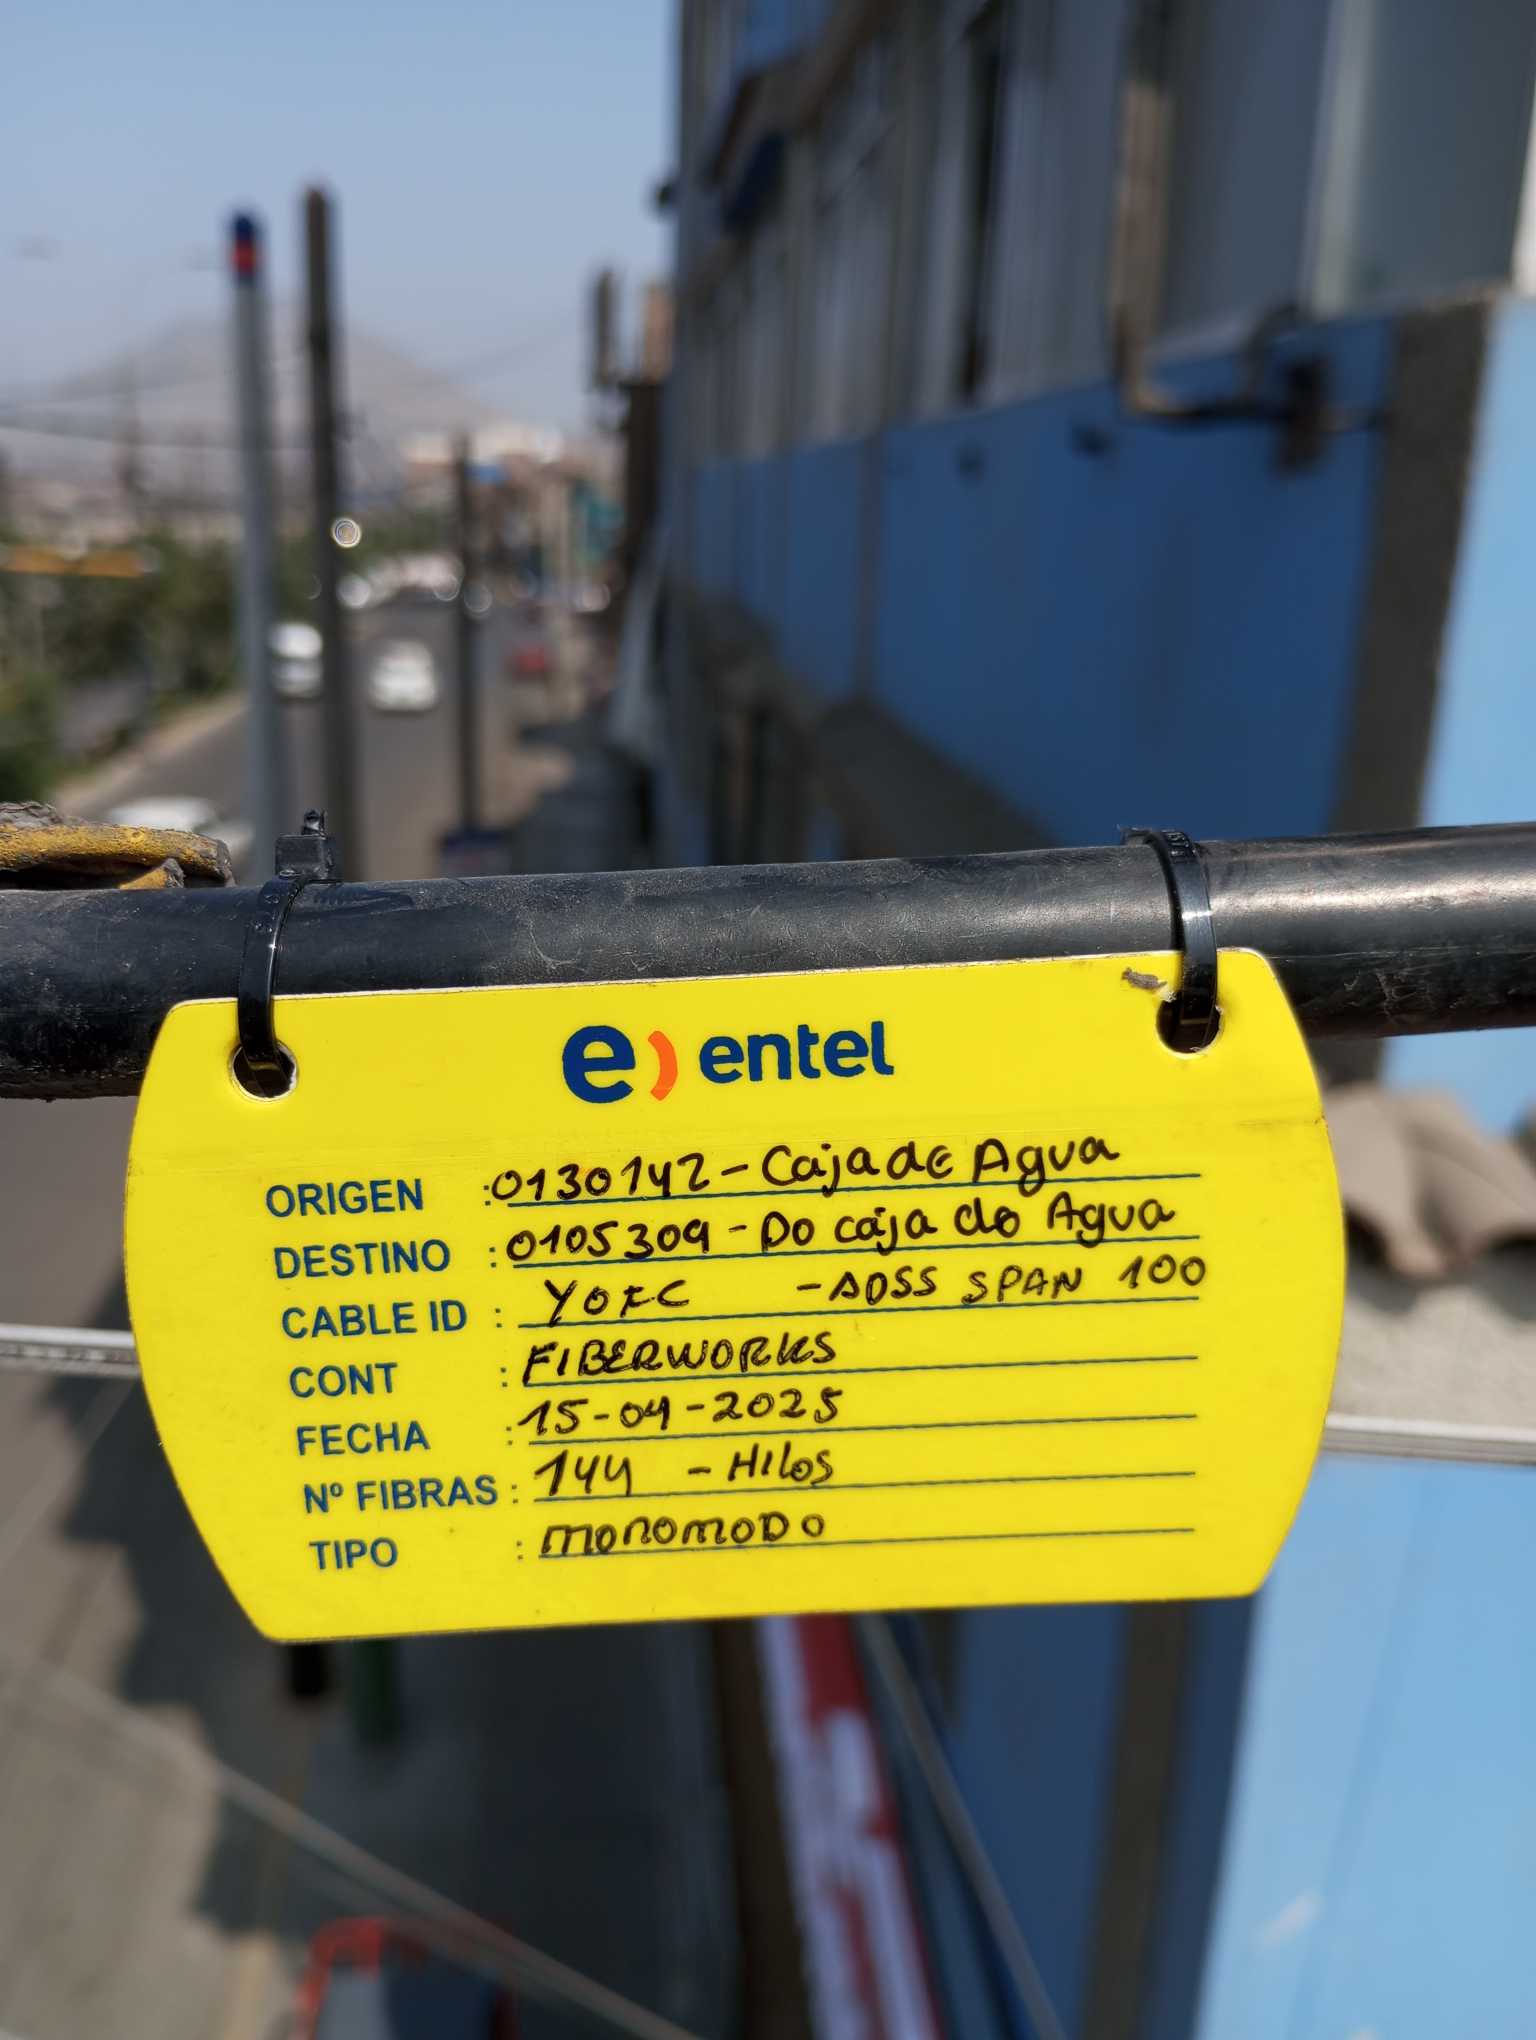 e) entel
ORIGEN : 0130142 - Caja de Agua
DESTINO : 0105309 - Do caja do Agua
CABLE ID : YOFC - ADSS SPAN 100
CONT : FIBERWORKS
FECHA : 15-04-2025
Nº FIBRAS : 144 - Hilos
TIPO : MONOMODO